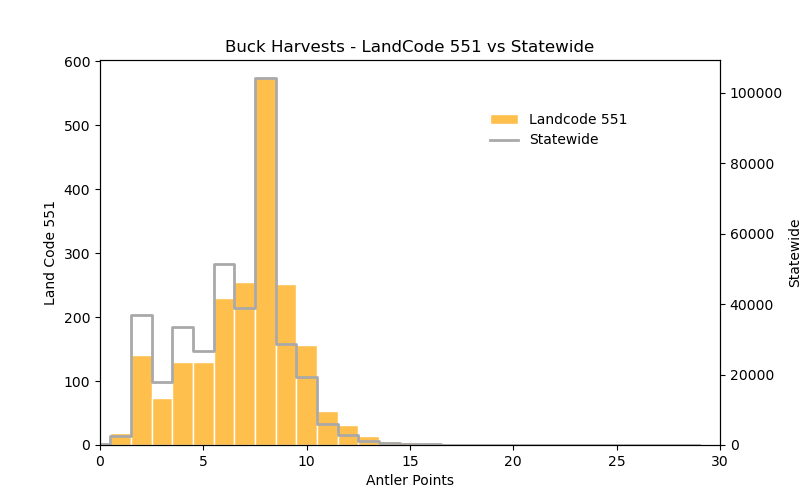 Buck Harvests - LandCode 551 vs Statewide
600
500
400
300
200
100
0
Land Code 551
100000
80000
60000
40000
20000
0
Statewide
Landcode 551
Statewide
0 5 10 15 20 25 30
Antler Points